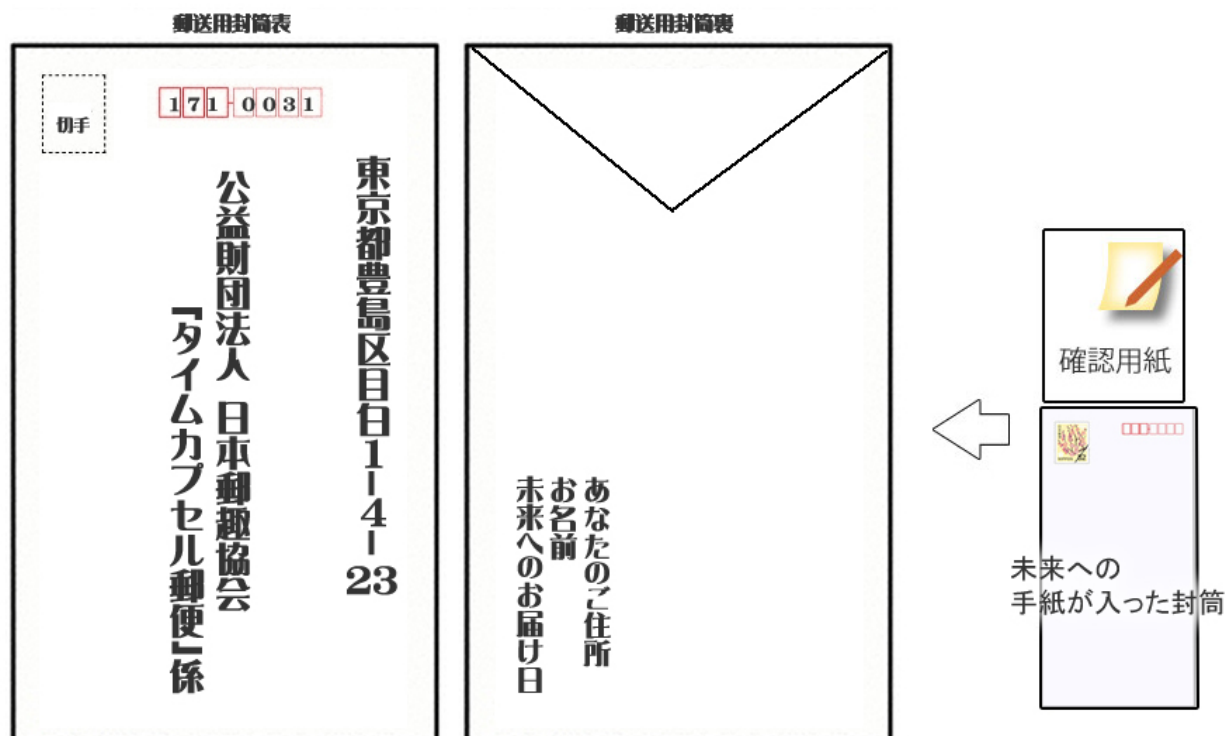 郵送用封筒表
切手
171-0031
東京都豊島区目白1-4-23
公益財団法人 日本郵趣協会
『タイムカプセル郵便』係
郵送用封筒裏
あなたのご住所
お名前
未来へのお届け日
確認用紙
未来への
手紙が入った封筒